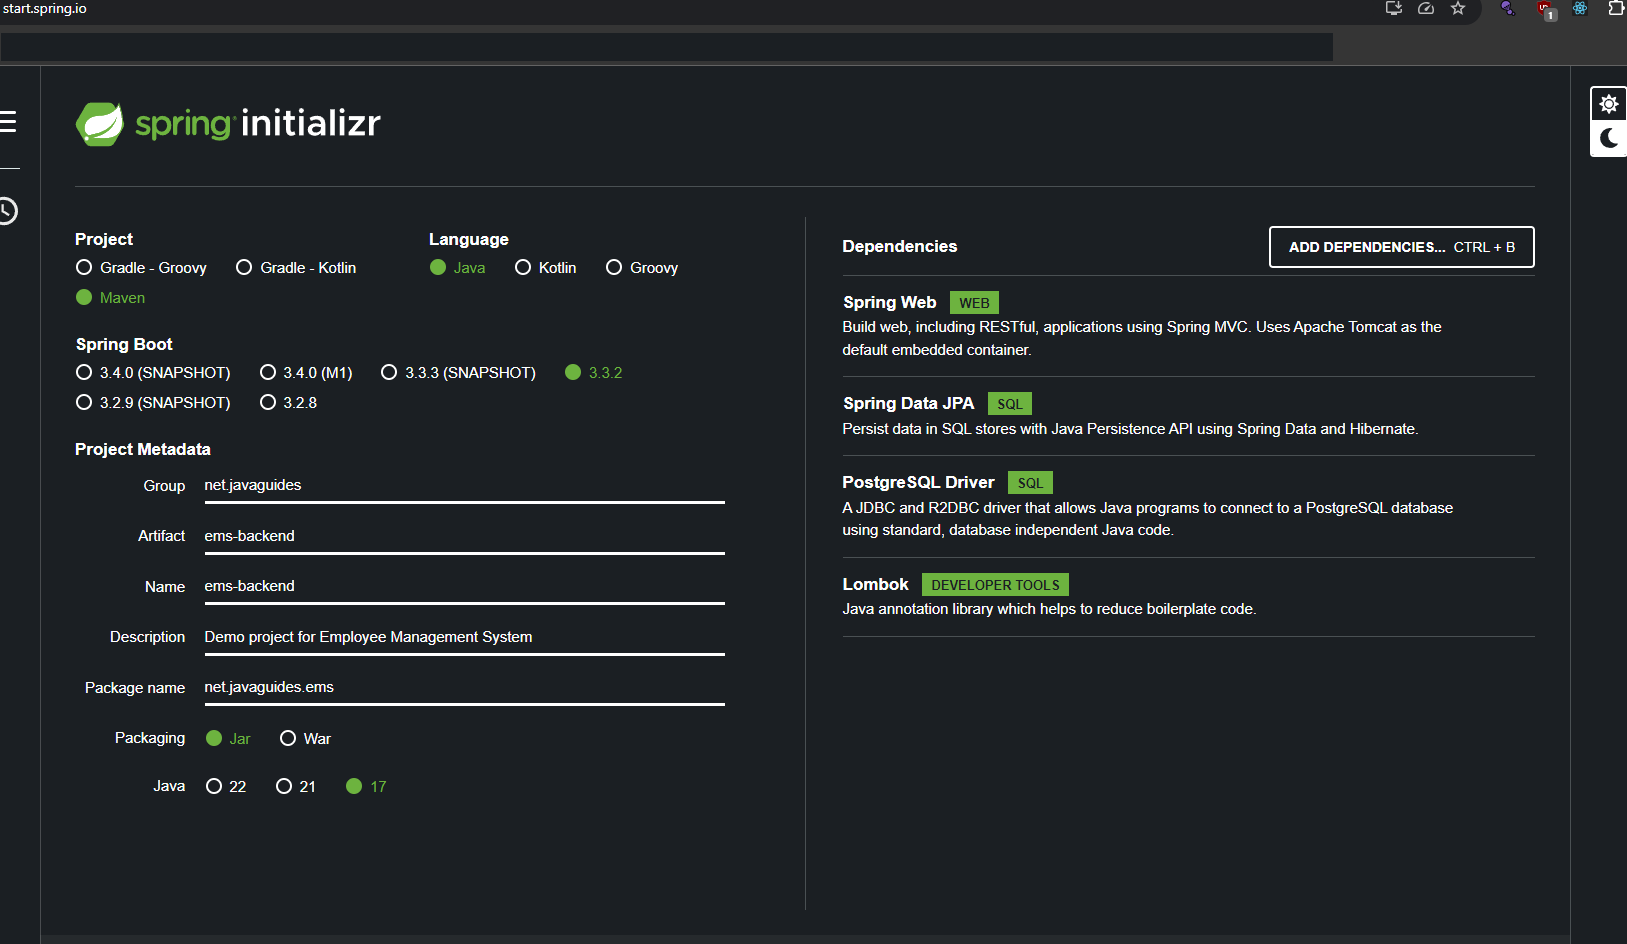 start.spring.io
1
spring initializr
Project
Gradle - Groovy
Gradle - Kotlin
Maven
Language
Java
Kotlin
Groovy
Spring Boot
3.4.0 (SNAPSHOT)
3.4.0 (M1)
3.3.3 (SNAPSHOT)
3.3.2
3.2.9 (SNAPSHOT)
3.2.8
Project Metadata
Group net.javaguides
Artifact ems-backend
Name ems-backend
Description Demo project for Employee Management System
Package name net.javaguides.ems
Packaging Jar War
Java 22 21 17
Dependencies
ADD DEPENDENCIES... CTRL + B
Spring Web WEB
Build web, including RESTful, applications using Spring MVC. Uses Apache Tomcat as the
default embedded container.
Spring Data JPA SQL
Persist data in SQL stores with Java Persistence API using Spring Data and Hibernate.
PostgreSQL Driver SQL
A JDBC and R2DBC driver that allows Java programs to connect to a PostgreSQL database
using standard, database independent Java code.
Lombok DEVELOPER TOOLS
Java annotation library which helps to reduce boilerplate code.